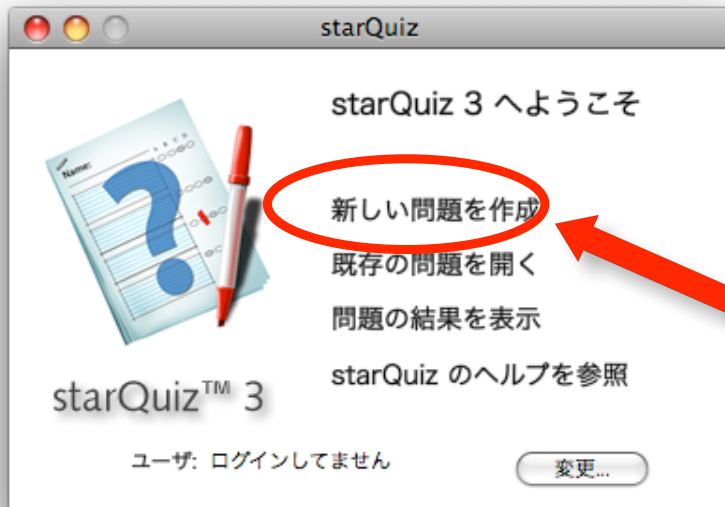 starQuiz
starQuiz 3 へようこそ
Name:
A B C D
新しい問題を作成
既存の問題を開く
問題の結果を表示
starQuiz のヘルプを参照
starQuiz™ 3
ユーザ: ログインしてません
変更...